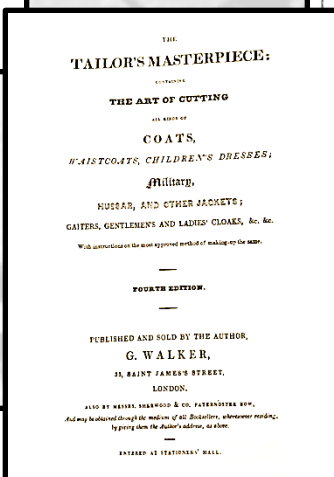 THE
TAILOR'S MASTERPIECE:
CONTAINING
THE ART OF CUTTING
ALL KINDS OF
COATS,
WAISTCOATS, CHILDREN'S DRESSES;
Military,
HUSSAR, AND OTHER JACKETS;
GAITERS, GENTLEMEN'S AND LADIES' CLOAKS, &c. &c.
With instructions on the most approved method of making-up the same.
FOURTH EDITION.
PUBLISHED AND SOLD BY THE AUTHOR,
G. WALKER,
SAINT JAMES'S STREET,
LONDON.
ALSO BY MESSRS. SHERWOOD & CO. PATERNOSTER ROW,
And may be obtained through the medium of all Booksellers, wheresoever residing,
by giving them the Author's address, as above.
ENTERED AT STATIONERS' HALL.